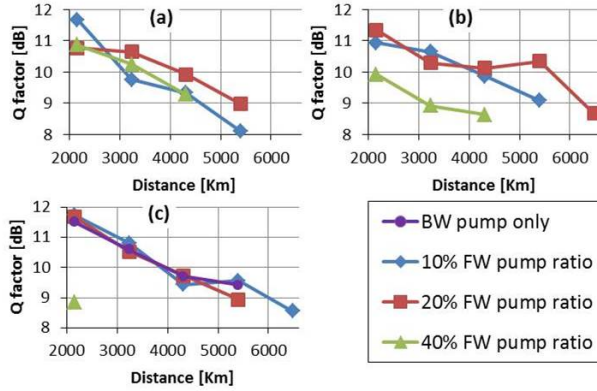 (a)
12
11
10
9
8
Q factor [dB]
2000 3000 4000 5000 6000
Distance [Km]
(b)
12
11
10
9
8
Q factor [dB]
2000 3000 4000 5000 6000
Distance [Km]
(c)
12
11
10
9
8
Q factor [dB]
2000 3000 4000 5000 6000
Distance [Km]
BW pump only
10% FW pump ratio
20% FW pump ratio
40% FW pump ratio